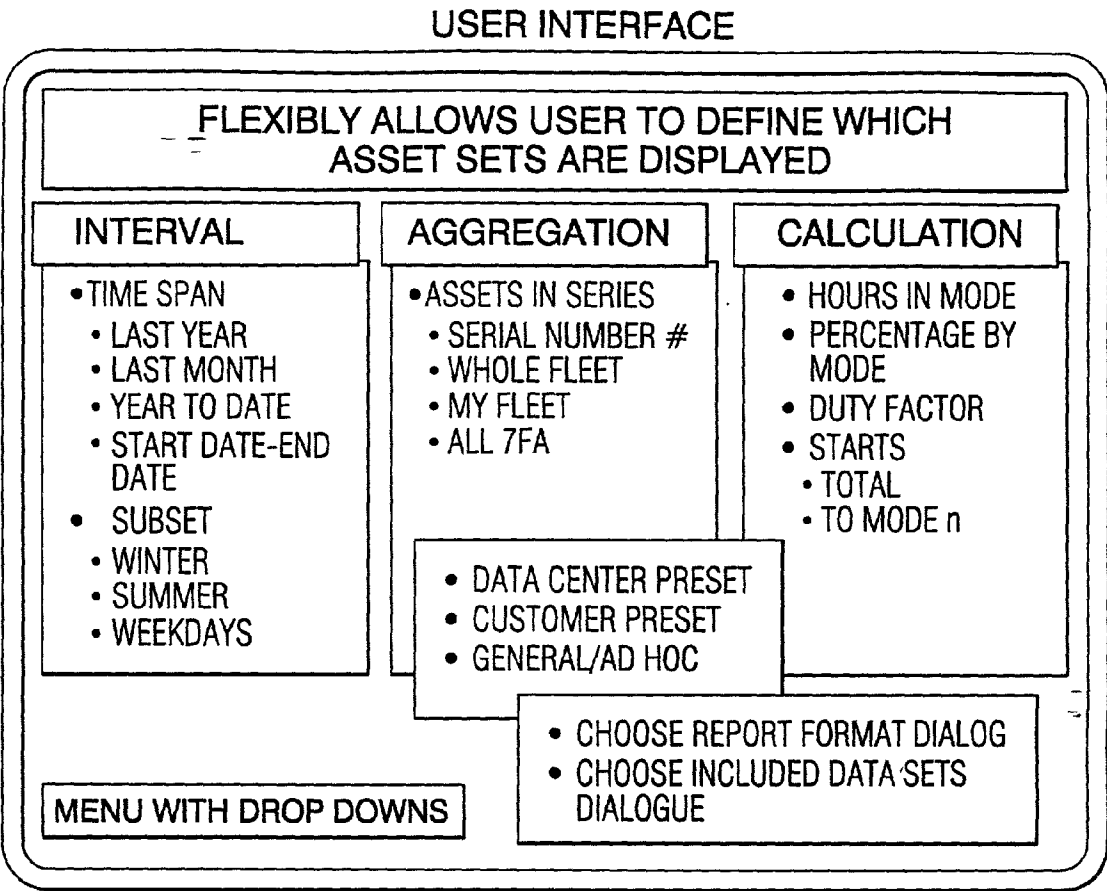 USER INTERFACE
FLEXIBLY ALLOWS USER TO DEFINE WHICH
ASSET SETS ARE DISPLAYED
INTERVAL
•TIME SPAN
• LAST YEAR
• LAST MONTH
• YEAR TO DATE
• START DATE-END
DATE
• SUBSET
• WINTER
• SUMMER
• WEEKDAYS
AGGREGATION
•ASSETS IN SERIES
• SERIAL NUMBER #
• WHOLE FLEET
• MY FLEET
• ALL 7FA
CALCULATION
• HOURS IN MODE
• PERCENTAGE BY
MODE
• DUTY FACTOR
• STARTS
• TOTAL
• TO MODE n
• DATA CENTER PRESET
• CUSTOMER PRESET
• GENERAL/AD HOC
• CHOOSE REPORT FORMAT DIALOG
• CHOOSE INCLUDED DATA SETS
DIALOGUE
MENU WITH DROP DOWNS